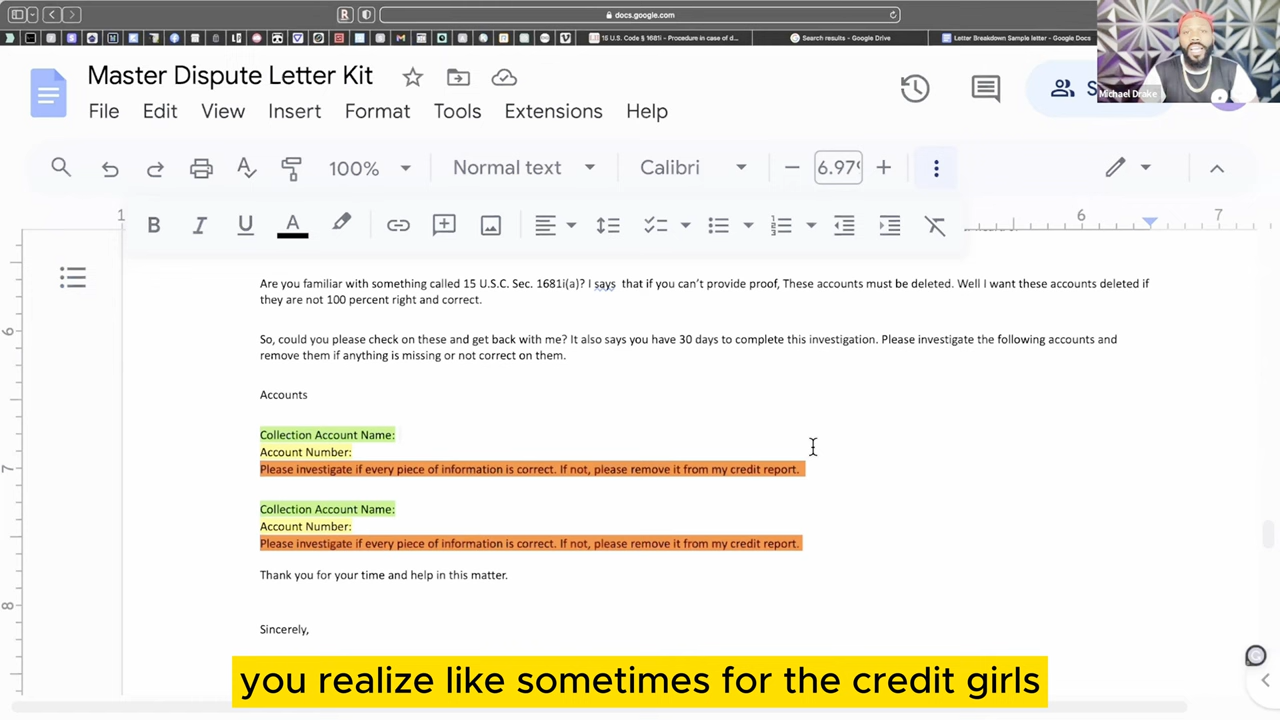 docs.google.com
15 U.S. Code § 1681i - Procedure in case of d...
Search results - Google Drive
Letter Breakdown Sample letter - Google Docs
Michael Drake
Master Dispute Letter Kit
File Edit View Insert Format Tools Extensions Help
100% Normal text Calibri 6.97
6 7
Are you familiar with something called 15 U.S.C. Sec. 1681i(a)? I says that if you can't provide proof, These accounts must be deleted. Well I want these accounts deleted if
they are not 100 percent right and correct.
6
So, could you please check on these and get back with me? It also says you have 30 days to complete this investigation. Please investigate the following accounts and
remove them if anything is missing or not correct on them.
Accounts
Collection Account Name:
Account Number:
7
Please investigate if every piece of information is correct. If not, please remove it from my credit report.
Collection Account Name:
Account Number:
Please investigate if every piece of information is correct. If not, please remove it from my credit report.
Thank you for your time and help in this matter.
8
Sincerely,
you realize like sometimes for the credit girls